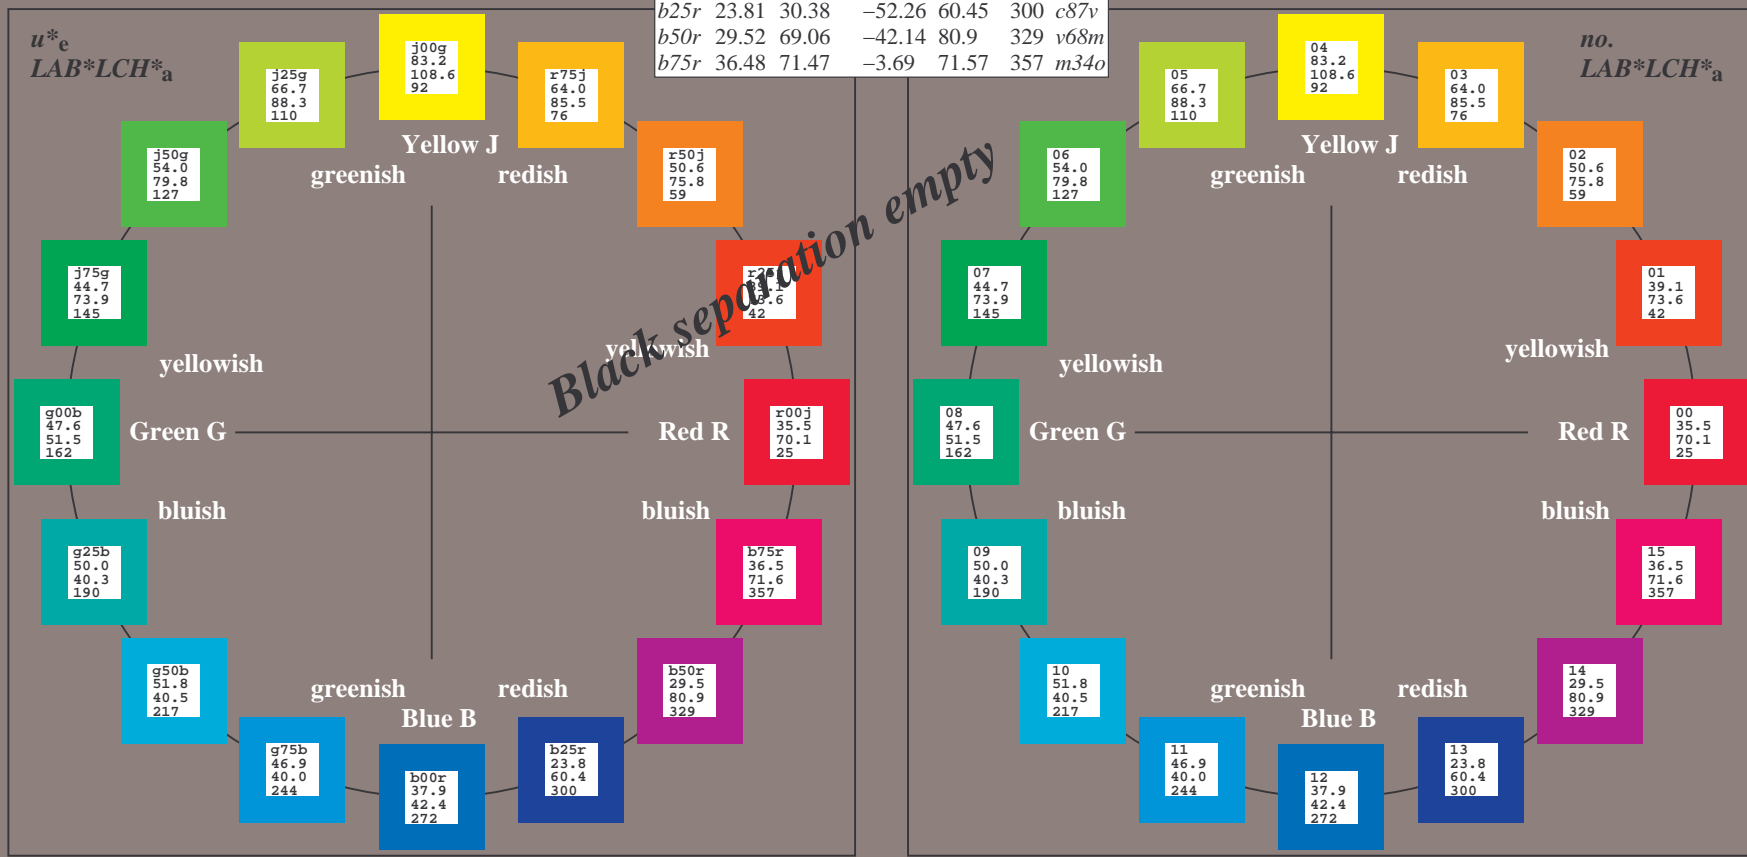 b25r 23.81 30.38 −52.26 60.45 300 c87v
b50r 29.52 69.06 −42.14 80.9 329 v68m
b75r 36.48 71.47 −3.69 71.57 357 m34o
u*e
LAB*LCH*a
j00g
83.2
108.6
92
j25g
66.7
88.3
110
r75j
64.0
85.5
76
Yellow J
greenish redish
j50g
54.0
79.8
127
r50j
50.6
75.8
59
j75g
44.7
73.9
145
42
yellowish yellowish
g00b
47.6
51.5
162
Green G
Red R
r00j
35.5
70.1
25
bluish bluish
g25b
50.0
40.3
190
b75r
36.5
71.6
357
g50b
51.8
40.5
217
b50r
29.5
80.9
329
greenish redish
Blue B
g75b
46.9
40.0
244
b00r
37.9
42.4
272
b25r
23.8
60.4
300
Black separation empty
no.
LAB*LCH*a
04
83.2
108.6
92
05
66.7
88.3
110
03
64.0
85.5
76
Yellow J
greenish redish
06
54.0
79.8
127
02
50.6
75.8
59
07
44.7
73.9
145
01
39.1
73.6
42
yellowish yellowish
08
47.6
51.5
162
Green G
Red R
00
35.5
70.1
25
bluish bluish
09
50.0
40.3
190
15
36.5
71.6
357
10
51.8
40.5
217
14
29.5
80.9
329
greenish redish
Blue B
11
46.9
40.0
244
12
37.9
42.4
272
13
23.8
60.4
300